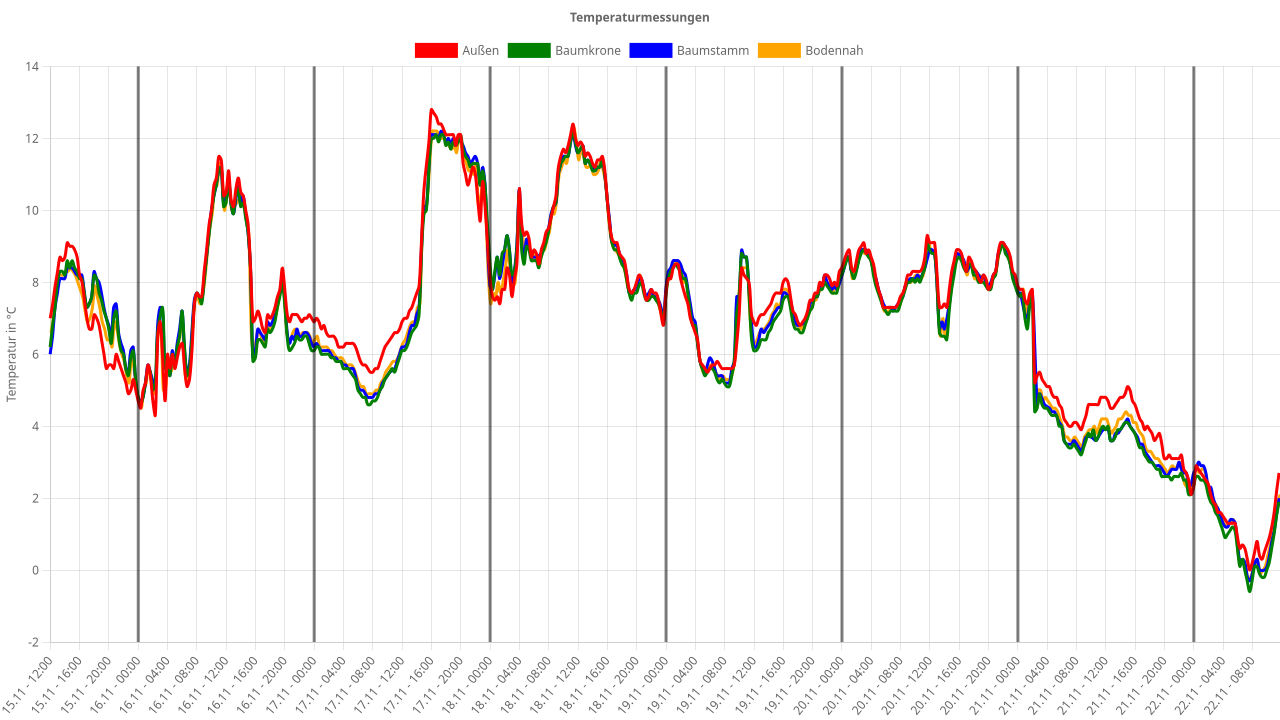 Temperaturmessungen
Außen Baumkrone Baumstamm Bodennah
Temperatur in °C
14
12
10
8
6
4
2
0
-2
15.11 - 12:00
15.11 - 16:00
15.11 - 20:00
16.11 - 00:00
16.11 - 04:00
16.11 - 08:00
16.11 - 12:00
16.11 - 16:00
16.11 - 20:00
17.11 - 00:00
17.11 - 04:00
17.11 - 08:00
17.11 - 12:00
17.11 - 16:00
17.11 - 20:00
18.11 - 00:00
18.11 - 04:00
18.11 - 08:00
18.11 - 12:00
18.11 - 16:00
18.11 - 20:00
19.11 - 00:00
19.11 - 04:00
19.11 - 08:00
19.11 - 12:00
19.11 - 16:00
19.11 - 20:00
20.11 - 00:00
20.11 - 04:00
20.11 - 08:00
20.11 - 12:00
20.11 - 16:00
20.11 - 20:00
21.11 - 00:00
21.11 - 04:00
21.11 - 08:00
21.11 - 12:00
21.11 - 16:00
21.11 - 20:00
22.11 - 00:00
22.11 - 04:00
22.11 - 08:00